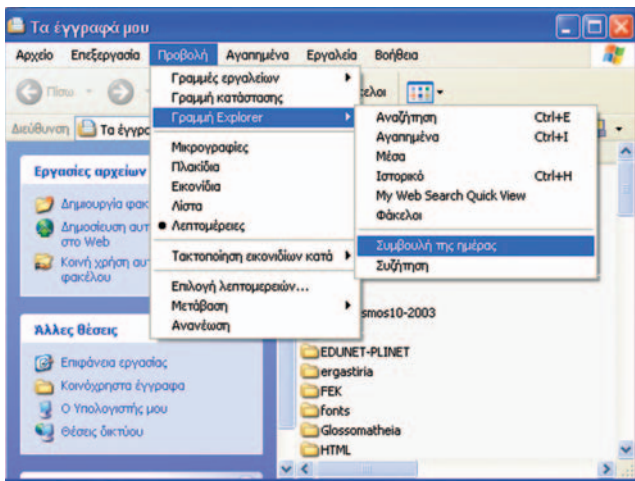 Τα έγγραφά μου
Αρχείο Επεξεργασία Προβολή Αγαπημένα Εργαλεία Βοήθεια
Πίσω
Διεύθυνση Τα έγγρ
Γραμμές εργαλείων
Γραμμή κατάστασης
Γραμμή Explorer
Μικρογραφίες
Πλακίδια
Εικονίδια
Λίστα
Λεπτομέρειες
Τακτοποίηση εικονιδίων κατά
Επιλογή λεπτομερειών...
Μετάβαση
Ανανέωση
Αναζήτηση Ctrl+E
Αγαπημένα Ctrl+I
Μέσα
Ιστορικό Ctrl+H
My Web Search Quick View
Φάκελοι
Συμβουλή της ημέρας
Συζήτηση
Εργασίες αρχείων
Δημιουργία φακ
Δημοσίευση αυτ
στο Web
Κοινή χρήση αυτ
φακέλου
Άλλες θέσεις
Επιφάνεια εργασίας
Κοινόχρηστα έγγραφα
Ο Υπολογιστής μου
Θέσεις δικτύου
smos10-2003
EDUNET-PLINET
ergastiria
FEK
fonts
Glossomatheia
HTML